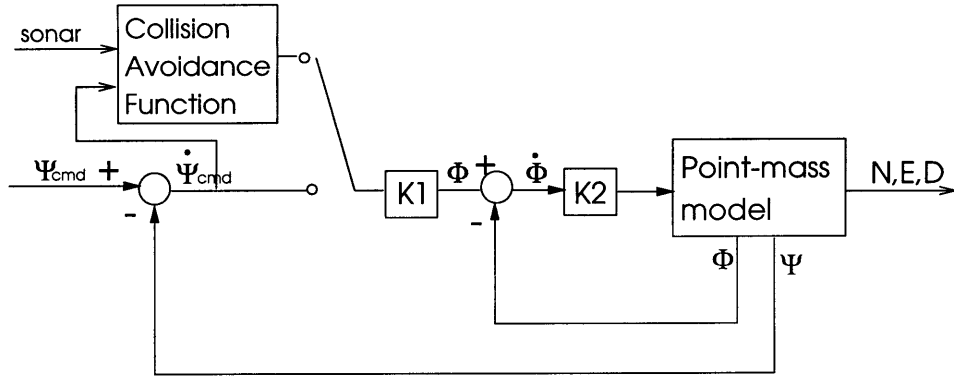 sonar
Collision
Avoidance
Function
Ψcmd + Ψ̇cmd
-
K1
Φ + Φ̇
-
K2
Point-mass
model
N,E,D
Φ Ψ